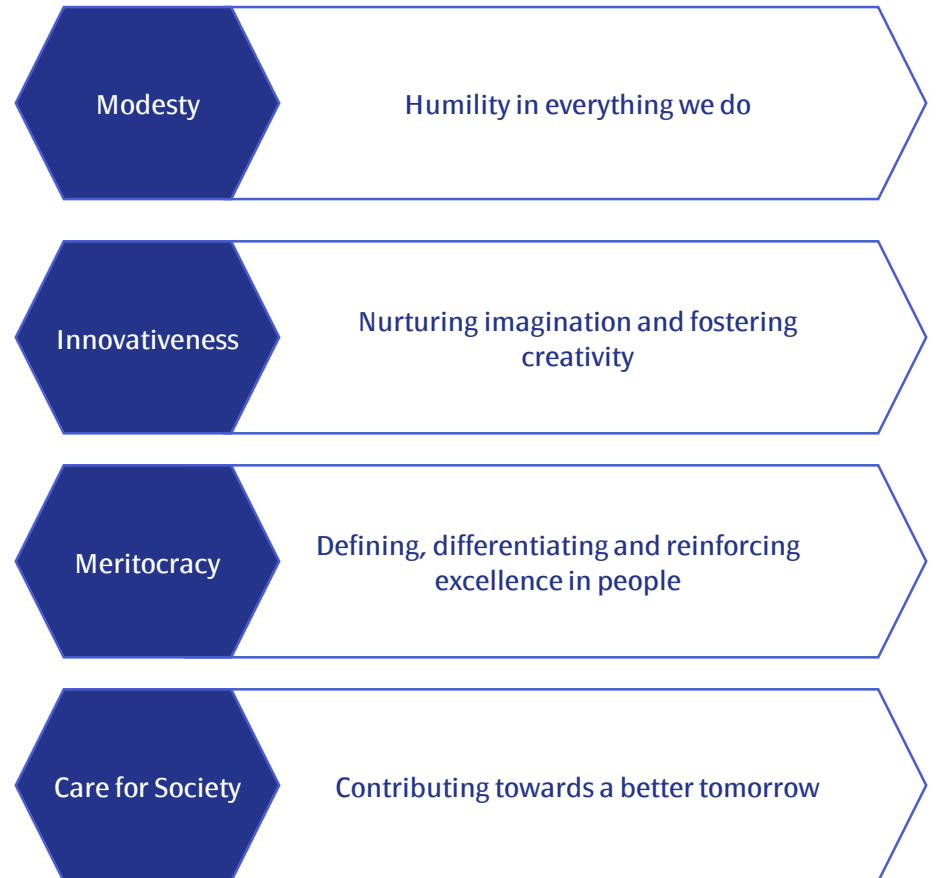 Modesty
Humility in everything we do
Innovativeness
Nurturing imagination and fostering
creativity
Meritocracy
Defining, differentiating and reinforcing
excellence in people
Care for Society
Contributing towards a better tomorrow